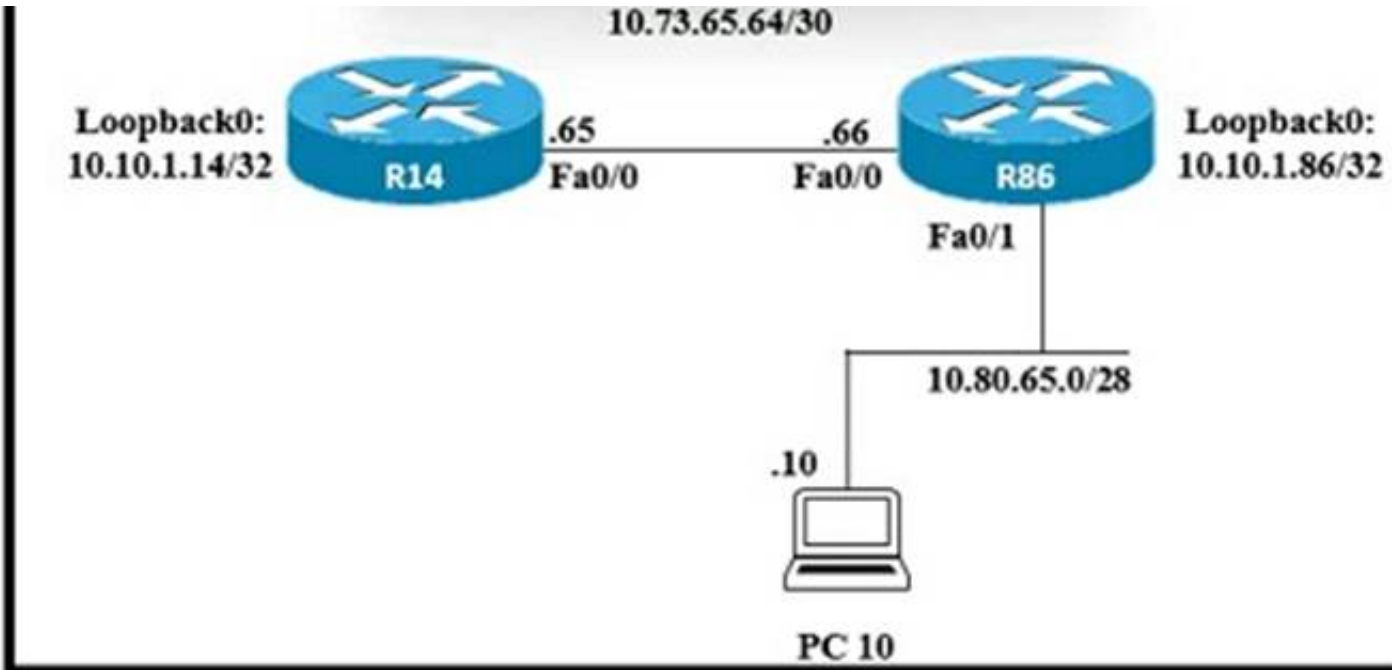 10.73.65.64/30
Loopback0:
10.10.1.14/32
R14
.65
Fa0/0
.66
Fa0/0
R86
Loopback0:
10.10.1.86/32
Fa0/1
10.80.65.0/28
.10
PC 10